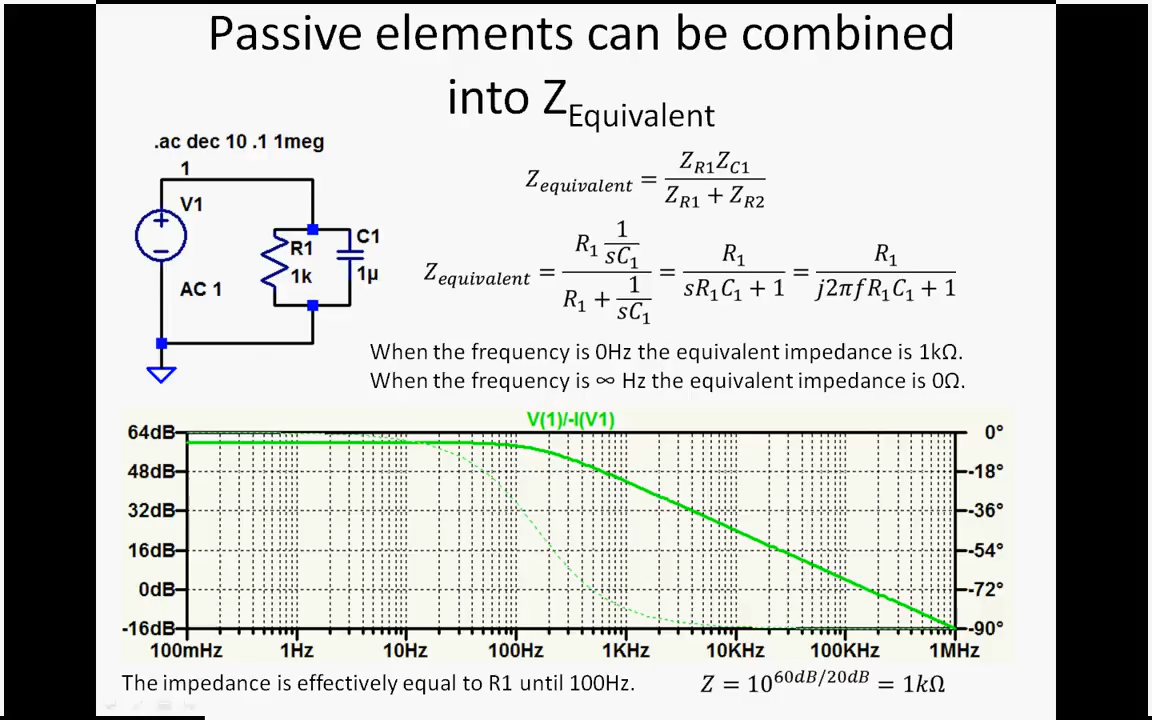 Passive elements can be combined
into Z_Equivalent
.ac dec 10 .1 1meg
1
V1
AC 1
R1
1k
C1
1µ
Z_equivalent = Z_R1 Z_C1 / (Z_R1 + Z_R2)
Z_equivalent = (R_1 1/(sC_1)) / (R_1 + 1/(sC_1)) = R_1 / (sR_1C_1 + 1) = R_1 / (j2πfR_1C_1 + 1)
When the frequency is 0Hz the equivalent impedance is 1kΩ.
When the frequency is ∞ Hz the equivalent impedance is 0Ω.
V(1)/-I(V1)
64dB 0°
48dB -18°
32dB -36°
16dB -54°
0dB -72°
-16dB -90°
100mHz 1Hz 10Hz 100Hz 1KHz 10KHz 100KHz 1MHz
The impedance is effectively equal to R1 until 100Hz. Z = 10^(60dB/20dB) = 1kΩ